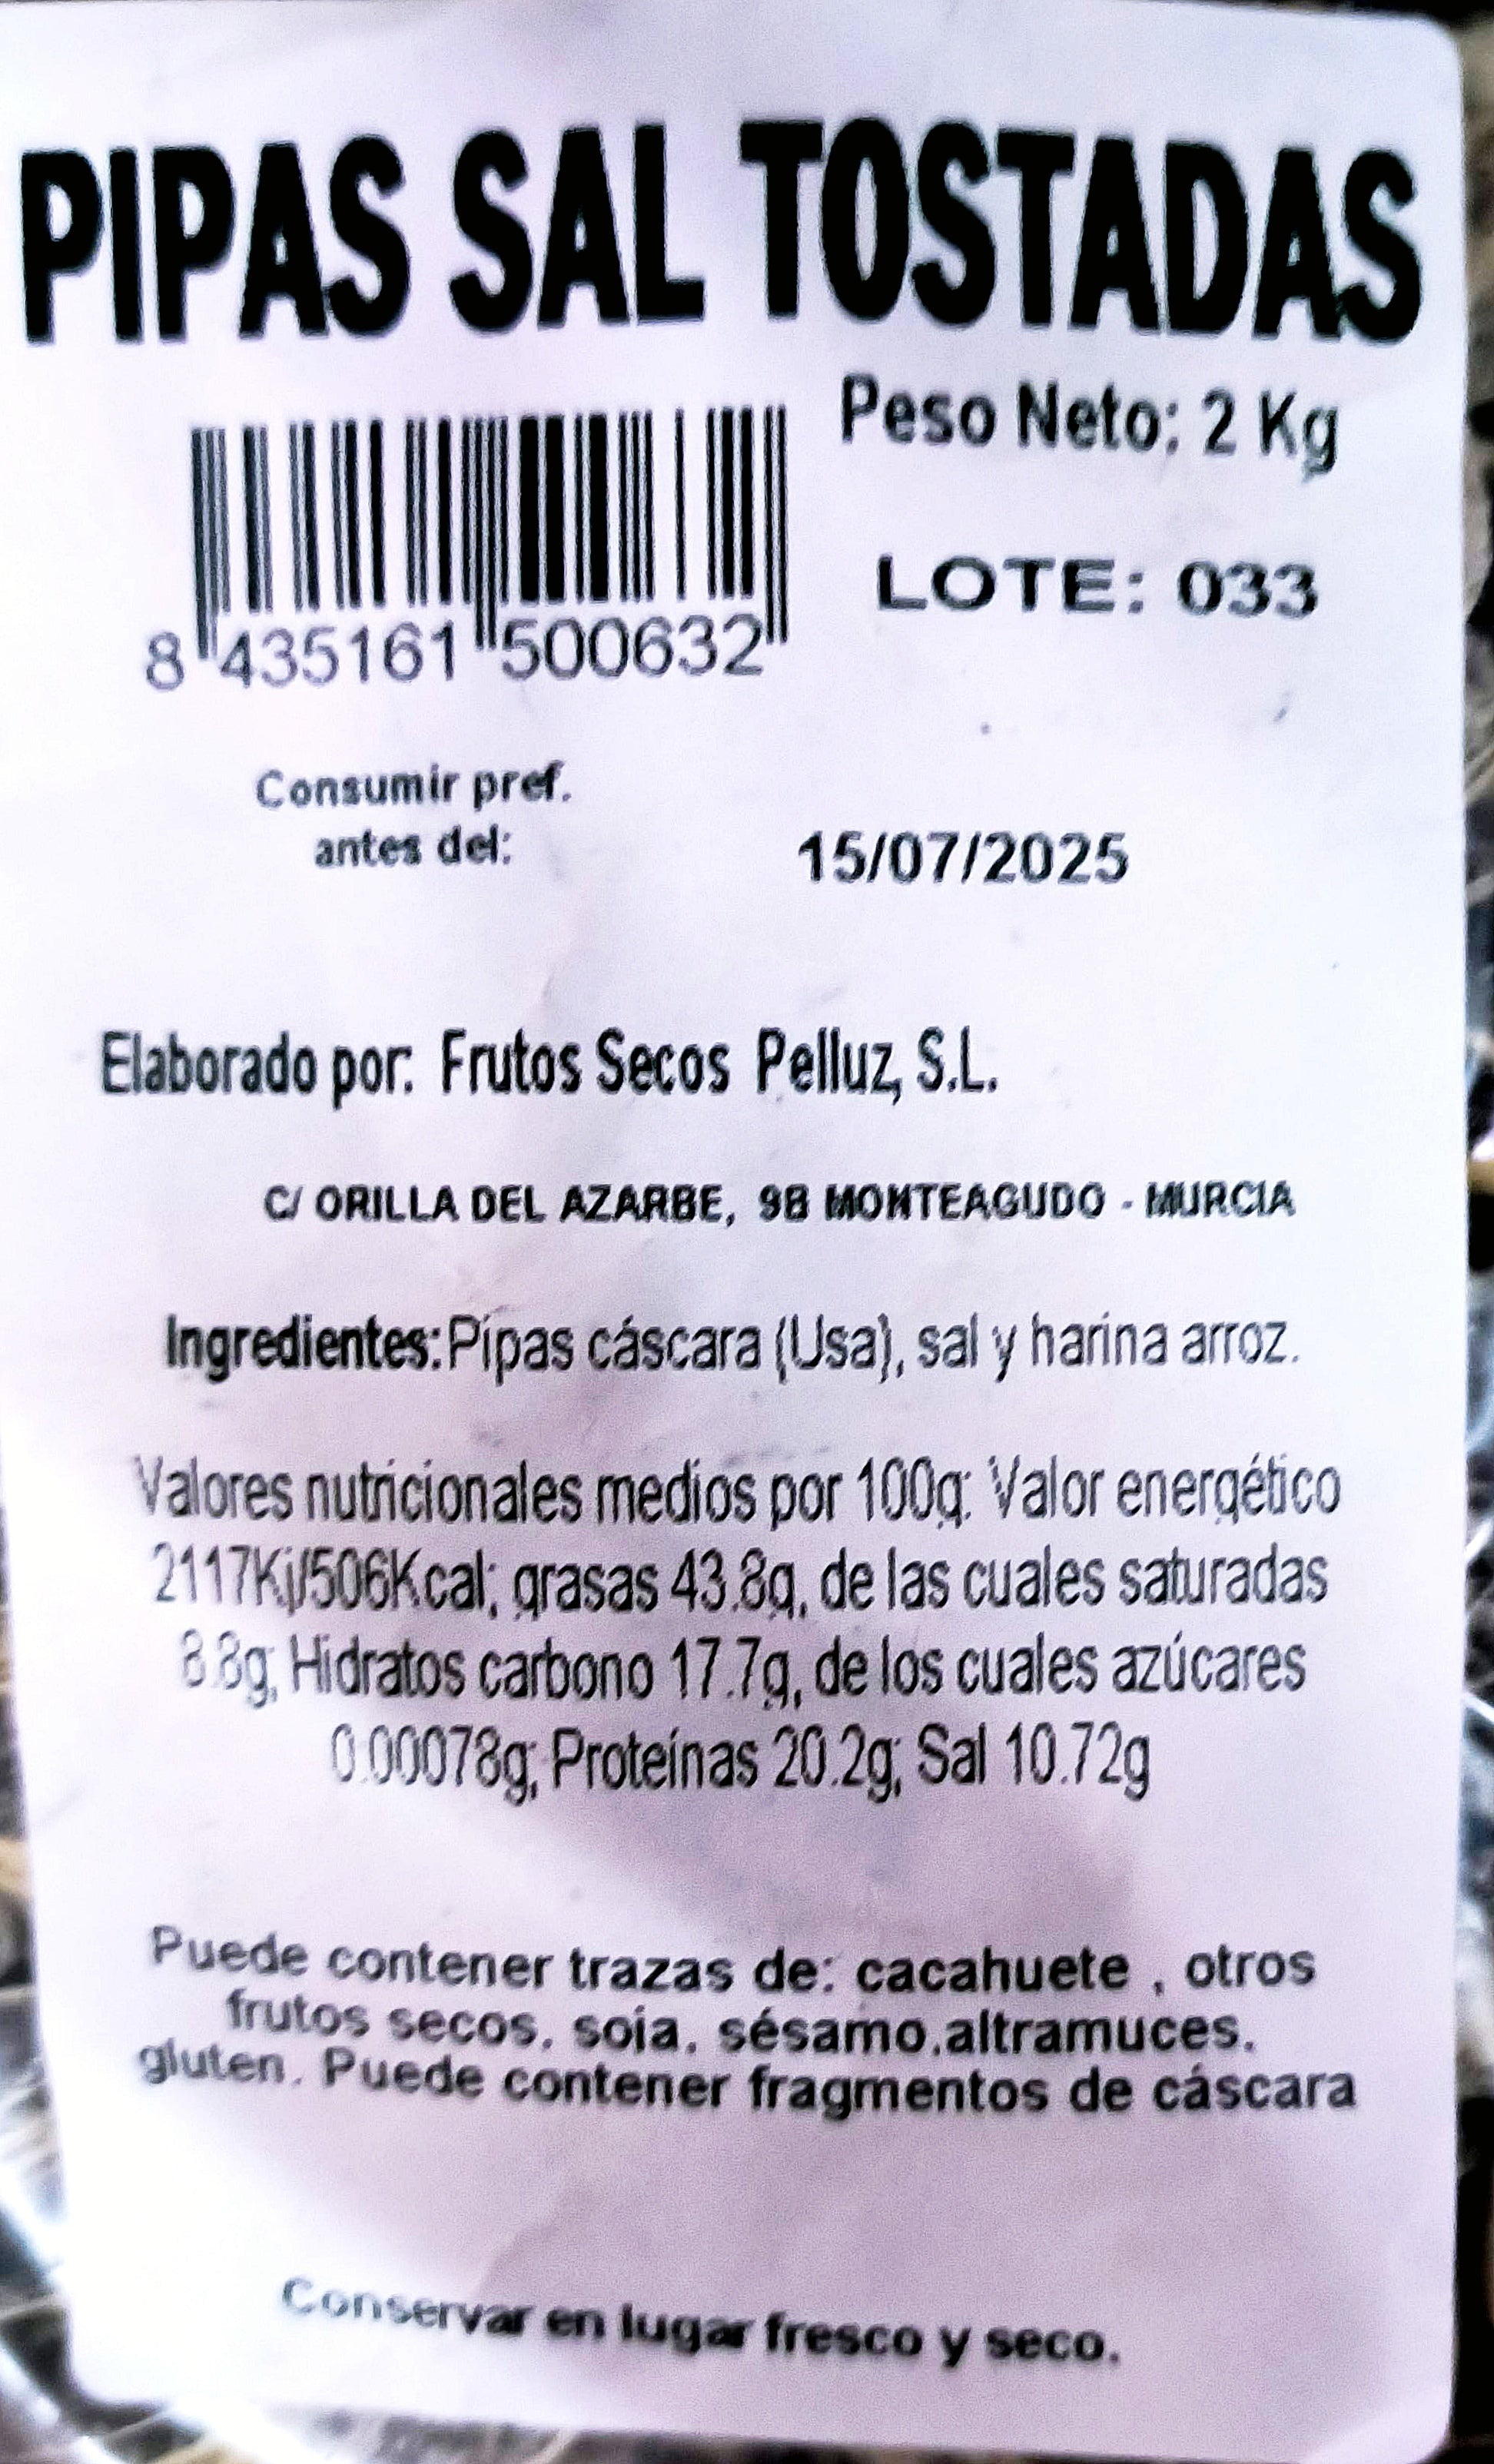 PIPAS SAL TOSTADAS
Peso Neto: 2 Kg
LOTE: 033
8 435161 500632
Consumir pref.
antes del:
15/07/2025
Elaborado por: Frutos Secos Pelluz, S.L.
C/ ORILLA DEL AZARBE, 9B MONTEAGUDO - MURCIA
Ingredientes: Pipas cáscara (Usa), sal y harina arroz.
Valores nutricionales medios por 100g: Valor energético
2117Kj/506Kcal; grasas 43.8g, de las cuales saturadas
8.8g; Hidratos carbono 17.7g, de los cuales azúcares
0.00078g; Proteínas 20.2g; Sal 10.72g
Puede contener trazas de: cacahuete , otros
frutos secos, soja, sésamo,altramuces,
gluten. Puede contener fragmentos de cáscara
Conservar en lugar fresco y seco.